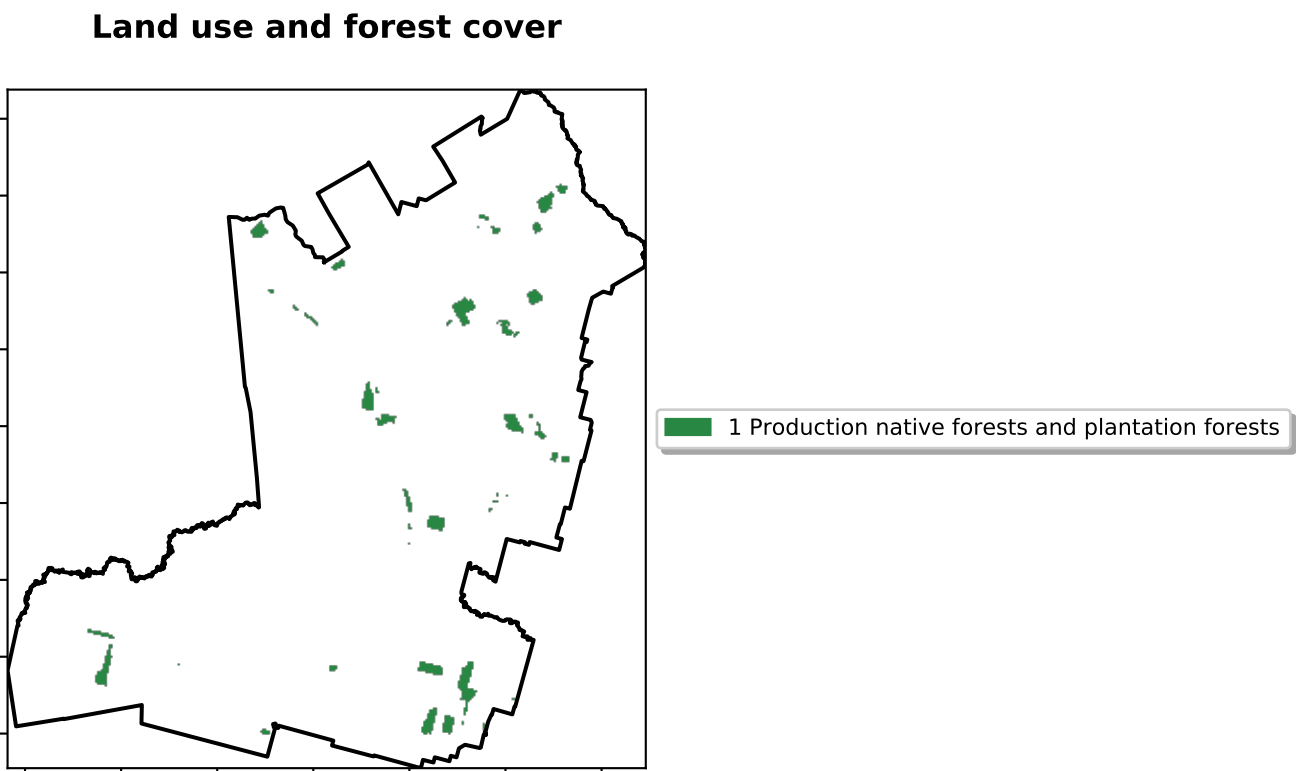 Land use and forest cover
1 Production native forests and plantation forests